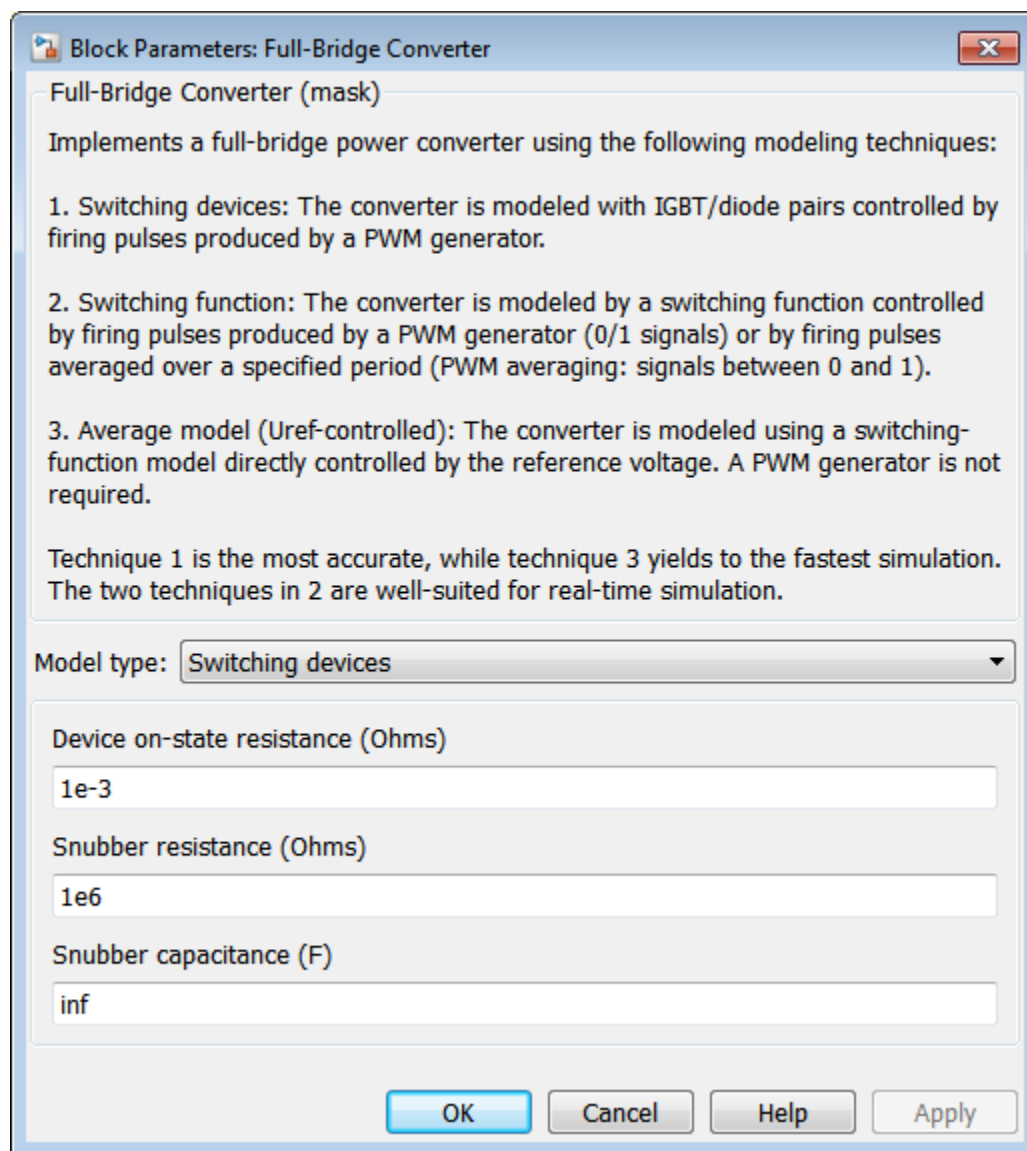 Block Parameters: Full-Bridge Converter
Full-Bridge Converter (mask)
Implements a full-bridge power converter using the following modeling techniques:
1. Switching devices: The converter is modeled with IGBT/diode pairs controlled by
firing pulses produced by a PWM generator.
2. Switching function: The converter is modeled by a switching function controlled
by firing pulses produced by a PWM generator (0/1 signals) or by firing pulses
averaged over a specified period (PWM averaging: signals between 0 and 1).
3. Average model (Uref-controlled): The converter is modeled using a switching-
function model directly controlled by the reference voltage. A PWM generator is not
required.
Technique 1 is the most accurate, while technique 3 yields to the fastest simulation.
The two techniques in 2 are well-suited for real-time simulation.
Model type: Switching devices
Device on-state resistance (Ohms)
1e-3
Snubber resistance (Ohms)
1e6
Snubber capacitance (F)
inf
OK Cancel Help Apply